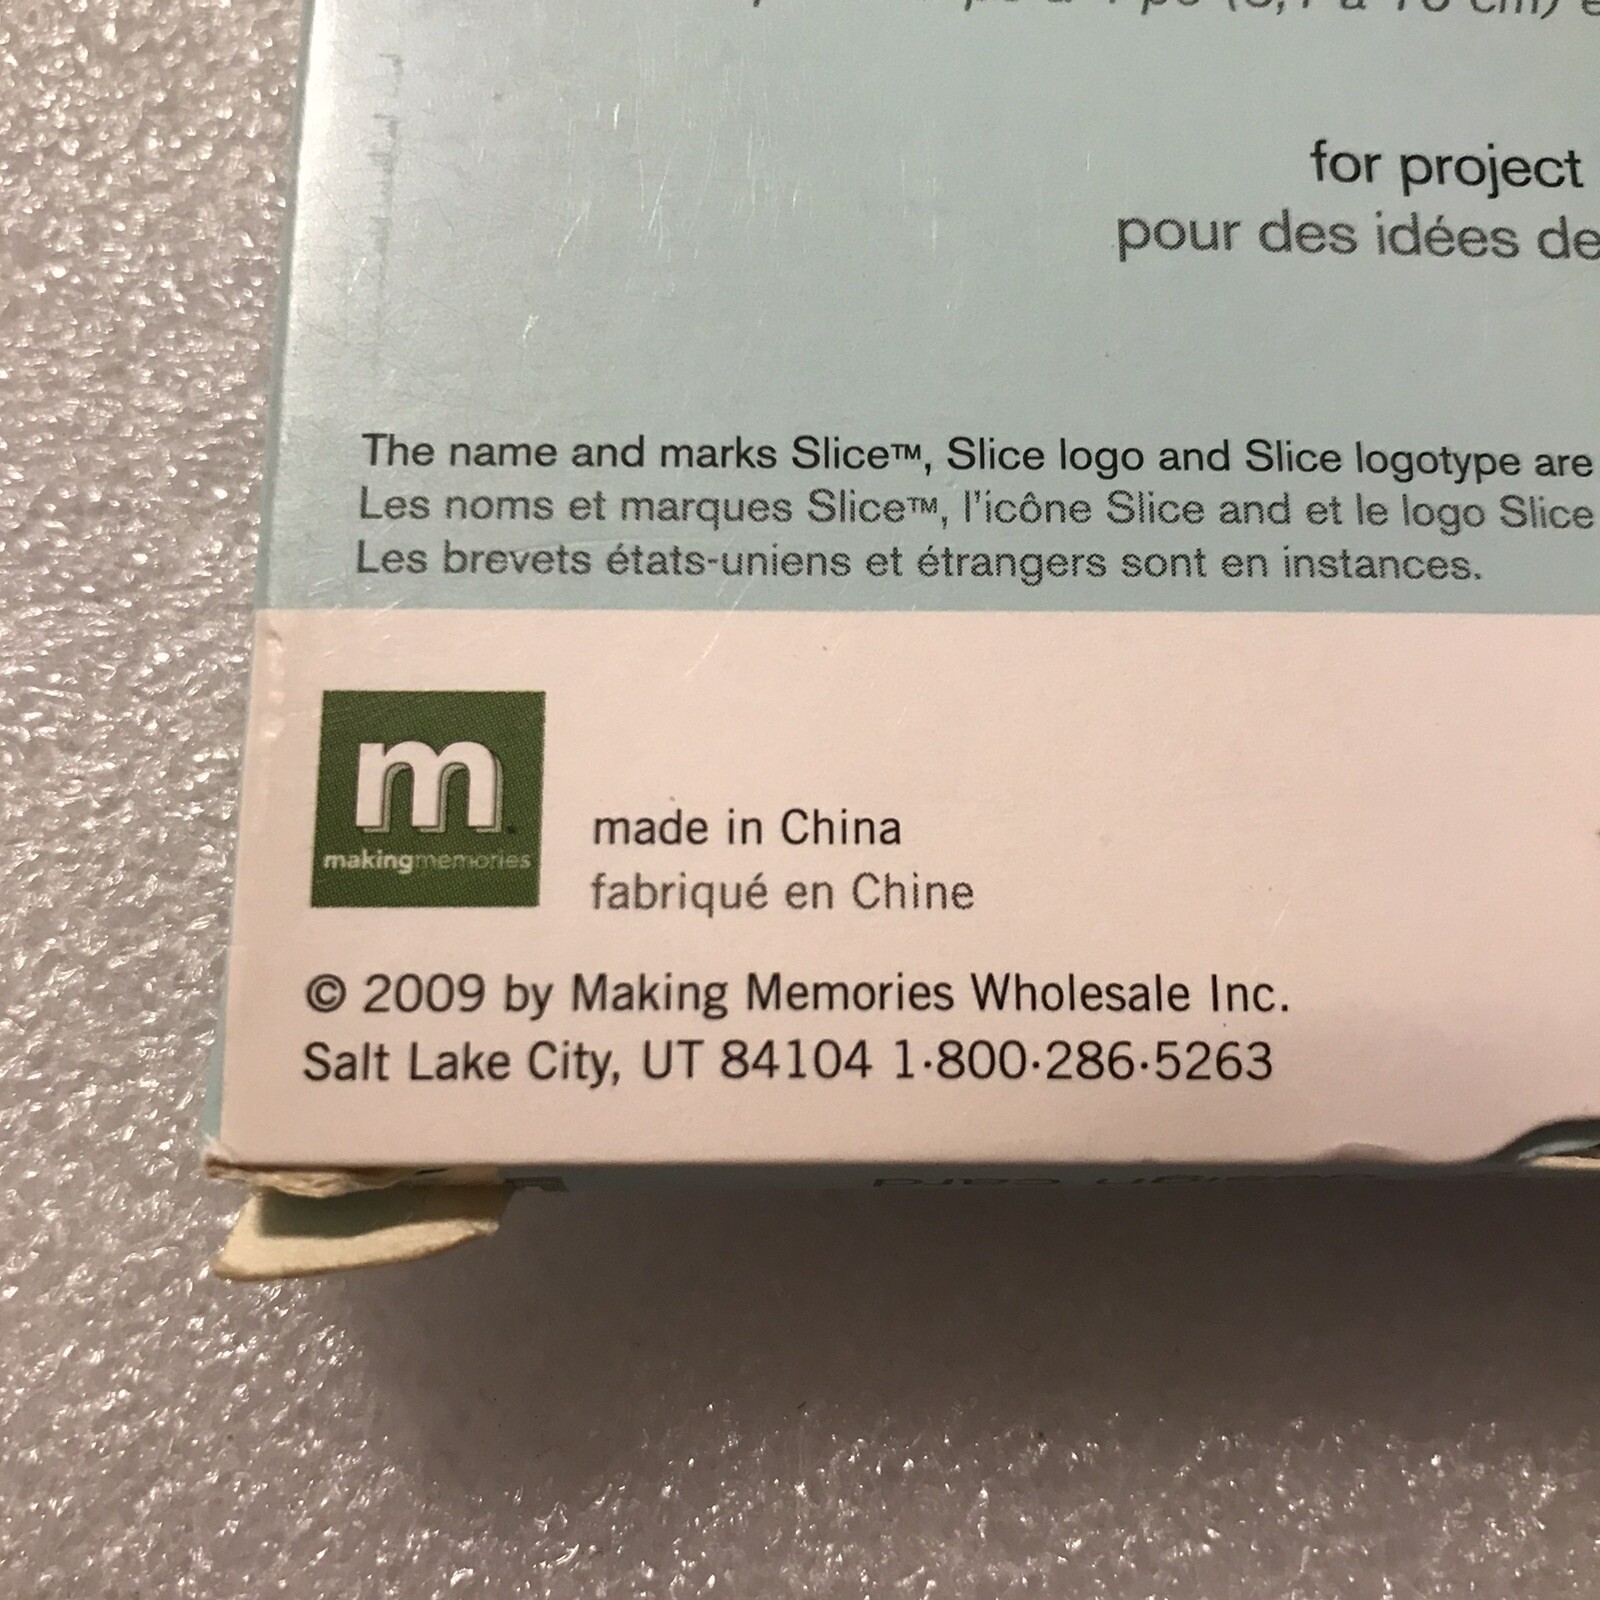 for project
pour des idées de
The name and marks Slice™, Slice logo and Slice logotype are
Les noms et marques Slice™, l'icône Slice and et le logo Slice
Les brevets états-uniens et étrangers sont en instances.
m
makingmemories
made in China
fabriqué en Chine
© 2009 by Making Memories Wholesale Inc.
Salt Lake City, UT 84104 1·800·286·5263